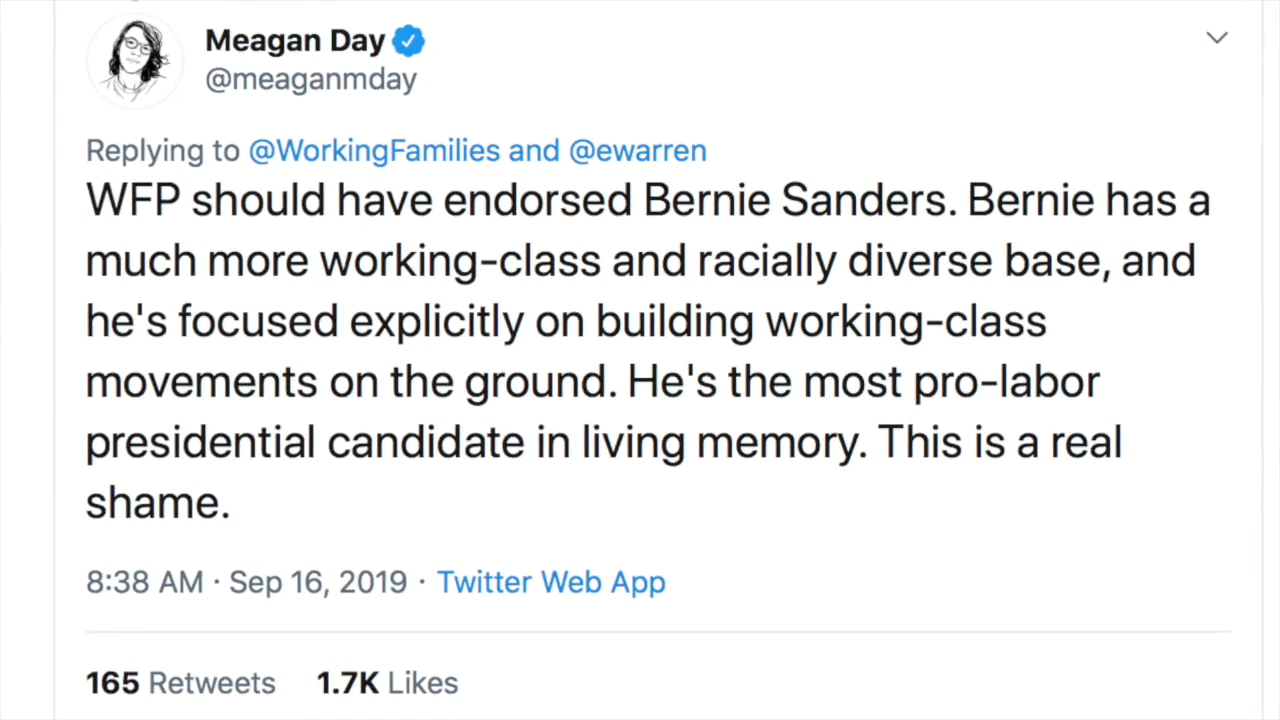 Meagan Day
@meaganmday
Replying to @WorkingFamilies and @ewarren
WFP should have endorsed Bernie Sanders. Bernie has a
much more working-class and racially diverse base, and
he's focused explicitly on building working-class
movements on the ground. He's the most pro-labor
presidential candidate in living memory. This is a real
shame.
8:38 AM · Sep 16, 2019 · Twitter Web App
165 Retweets 1.7K Likes